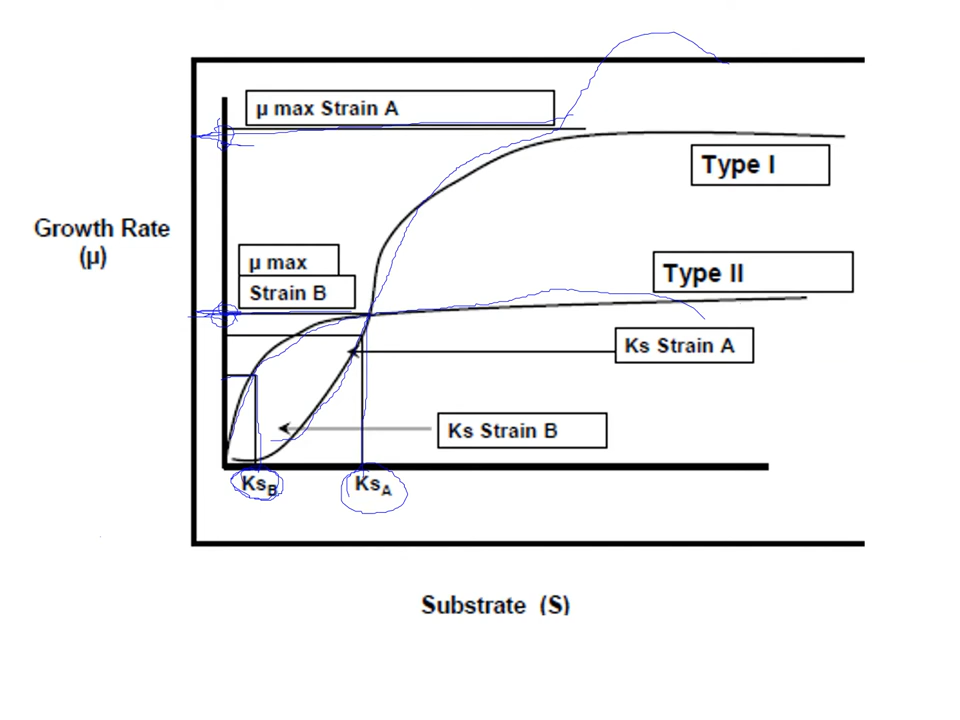 µ max Strain A
Type I
Growth Rate
(µ)
µ max
Strain B
Type II
Ks Strain A
Ks Strain B
KsB
KsA
Substrate (S)